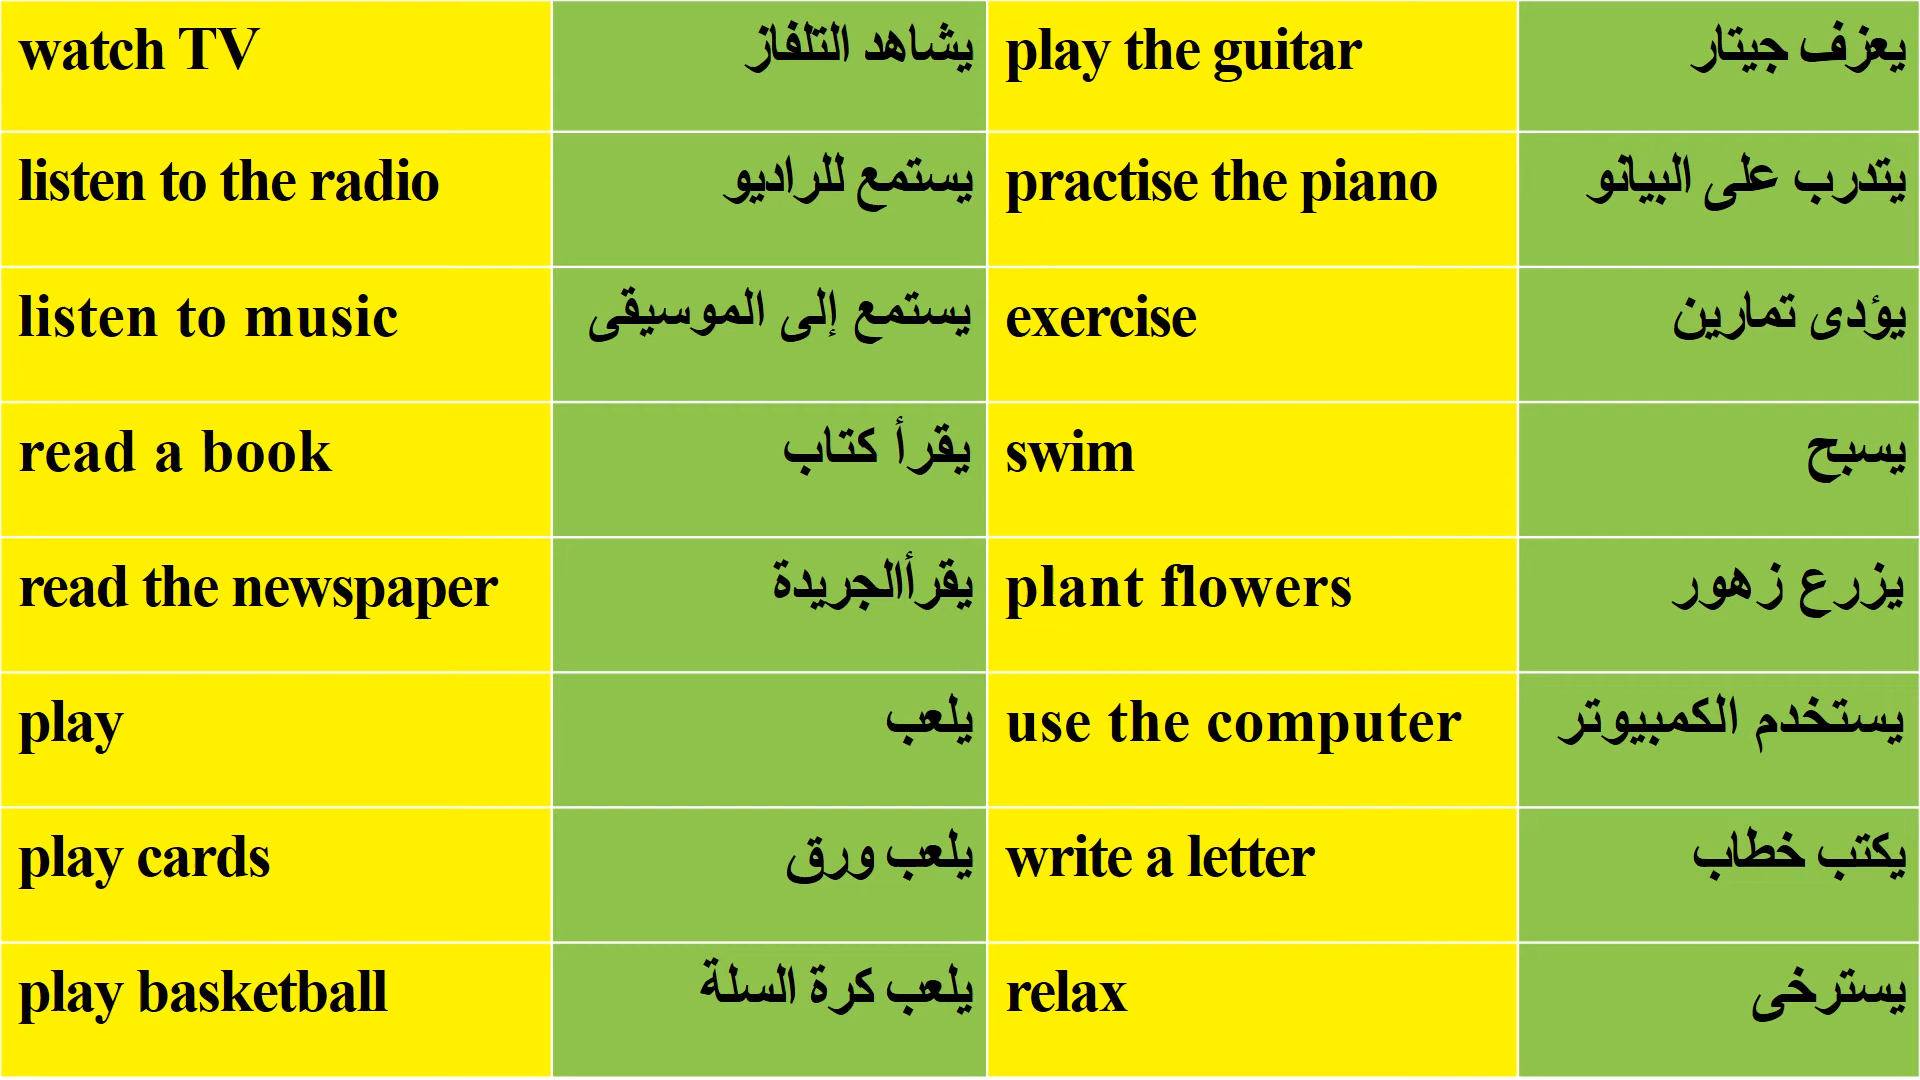 watch TV يشاهد التلفاز play the guitar يعزف جيتار
listen to the radio يستمع للراديو practise the piano يتدرب على البيانو
listen to music يستمع إلى الموسيقى exercise يؤدى تمارين
read a book يقرأ كتاب swim يسبح
read the newspaper يقرأالجريدة plant flowers يزرع زهور
play يلعب use the computer يستخدم الكمبيوتر
play cards يلعب ورق write a letter يكتب خطاب
play basketball يلعب كرة السلة relax يسترخى